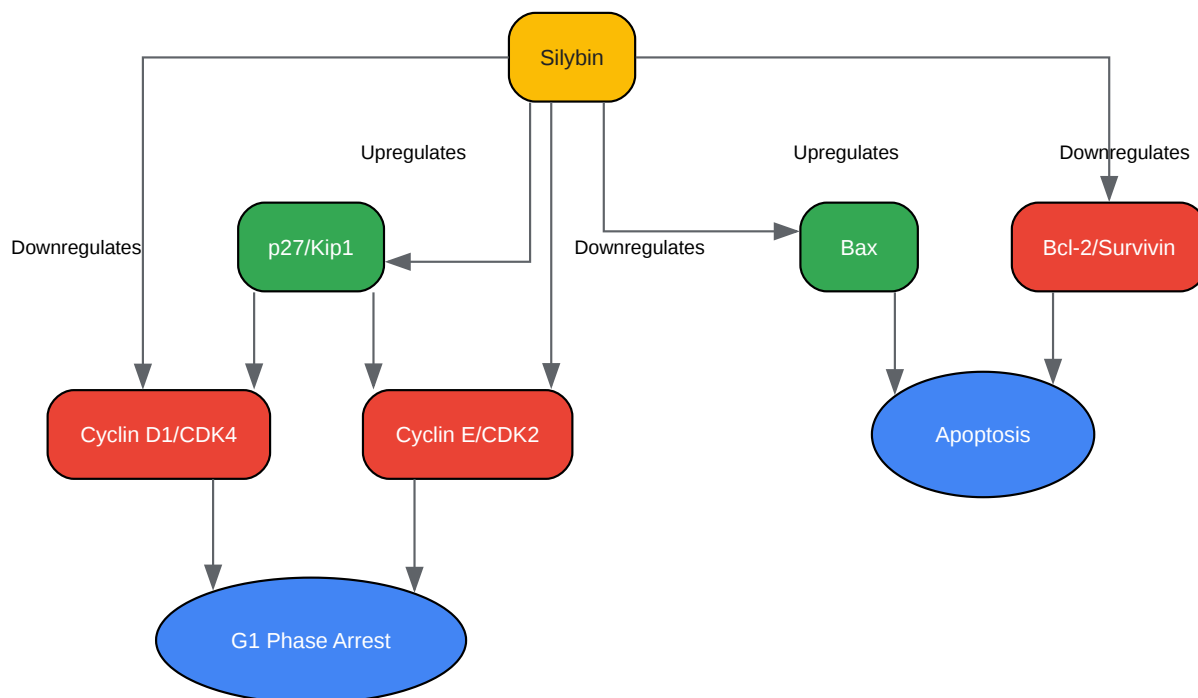 Silybin
Upregulates
Upregulates
Downregulates
p27/Kip1
Downregulates
Downregulates
Bax
Bcl-2/Survivin
Cyclin D1/CDK4
Cyclin E/CDK2
Apoptosis
G1 Phase Arrest